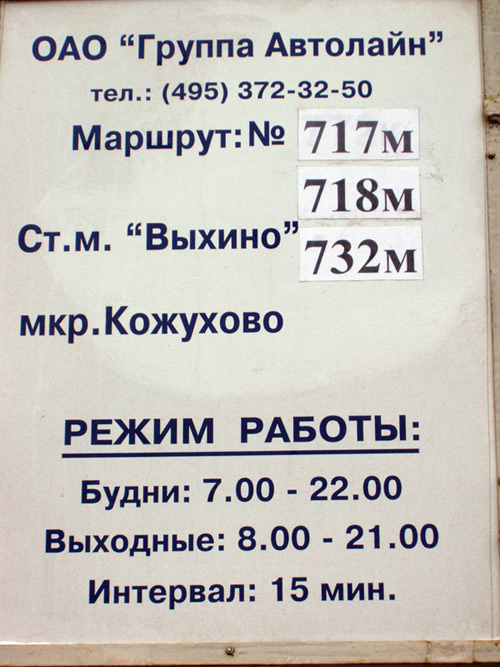 ОАО “Группа Автолайн”
тел.: (495) 372-32-50
Маршрут: № 717м
718м
Ст.м. “Выхино” 732м
мкр.Кожухово
РЕЖИМ РАБОТЫ:
Будни: 7.00 - 22.00
Выходные: 8.00 - 21.00
Интервал: 15 мин.